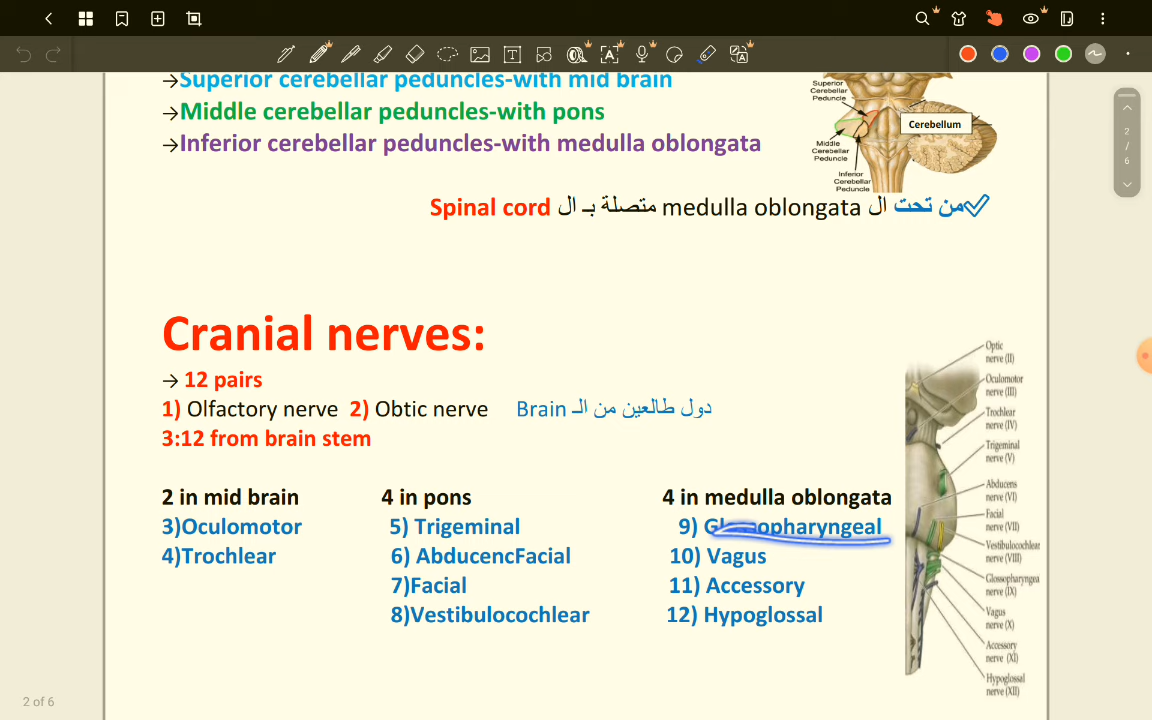 →Superior cerebellar peduncles-with mid brain
→Middle cerebellar peduncles-with pons
→Inferior cerebellar peduncles-with medulla oblongata
Superior
Cerebellar
Peduncle
Cerebellum
Middle
Cerebellar
Peduncle
Inferior
Cerebellar
Peduncle
من تحت ال medulla oblongata متصلة بـ ال Spinal cord
Cranial nerves:
→ 12 pairs
1) Olfactory nerve 2) Obtic nerve دول طالعين من الـ Brain
3:12 from brain stem
2 in mid brain
3)Oculomotor
4)Trochlear
4 in pons
5) Trigeminal
6) AbducencFacial
7)Facial
8)Vestibulocochlear
4 in medulla oblongata
9) Glossopharyngeal
10) Vagus
11) Accessory
12) Hypoglossal
Optic
nerve (II)
Oculomotor
nerve (III)
Trochlear
nerve (IV)
Trigeminal
nerve (V)
Abducens
nerve (VI)
Facial
nerve (VII)
Vestibulocochlear
nerve (VIII)
Glossopharyngea
nerve (IX)
Vagus
nerve (X)
Accessory
nerve (XI)
Hypoglossal
nerve (XII)
2
/
6
2 of 6